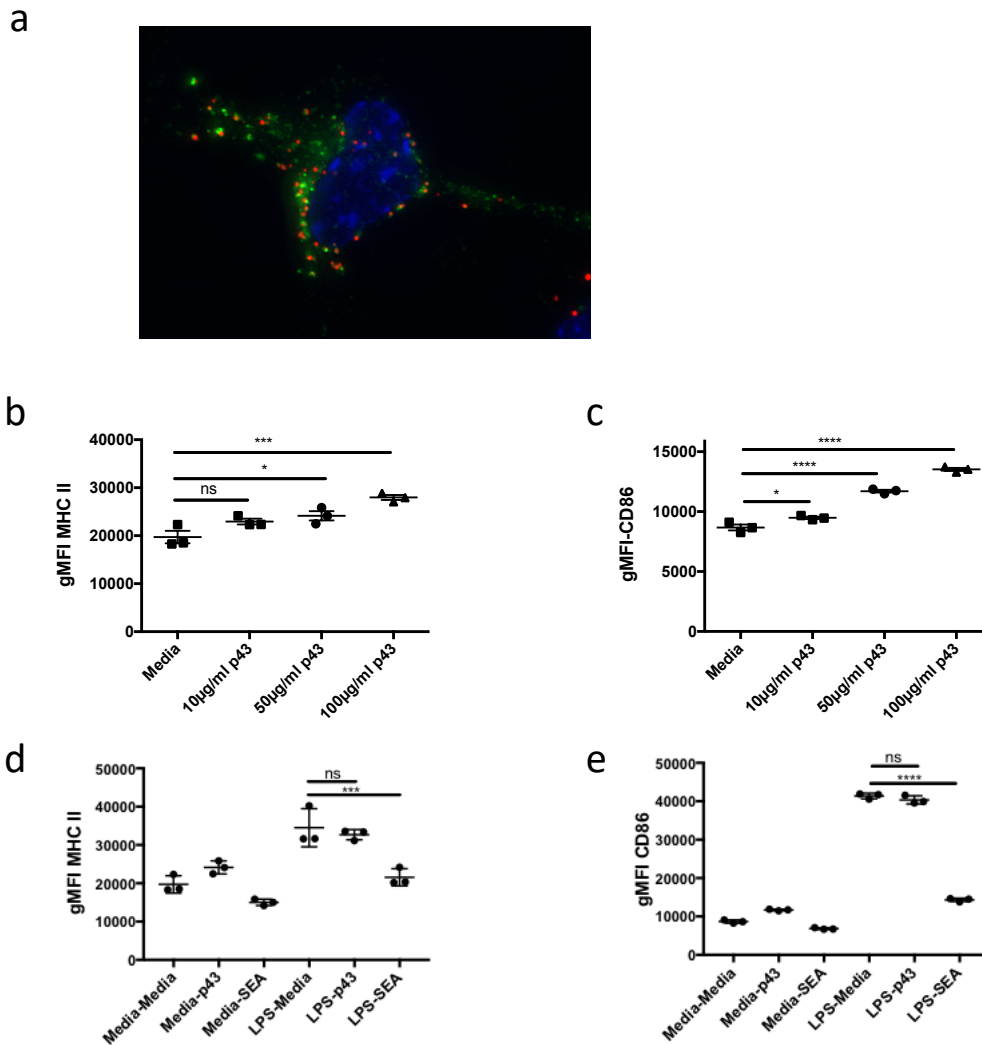 a
b
c
40000
30000
20000
10000
0
gMFI MHC II
***
*
ns
Media
10µg/ml p43
50µg/ml p43
100µg/ml p43
15000
10000
5000
0
gMFI-CD86
****
****
*
Media
10µg/ml p43
50µg/ml p43
100µg/ml p43
d
e
50000
40000
30000
20000
10000
0
gMFI MHC II
ns
***
Media-Media
Media-p43
Media-SEA
LPS-Media
LPS-p43
LPS-SEA
50000
40000
30000
20000
10000
0
gMFI CD86
ns
****
Media-Media
Media-p43
Media-SEA
LPS-Media
LPS-p43
LPS-SEA